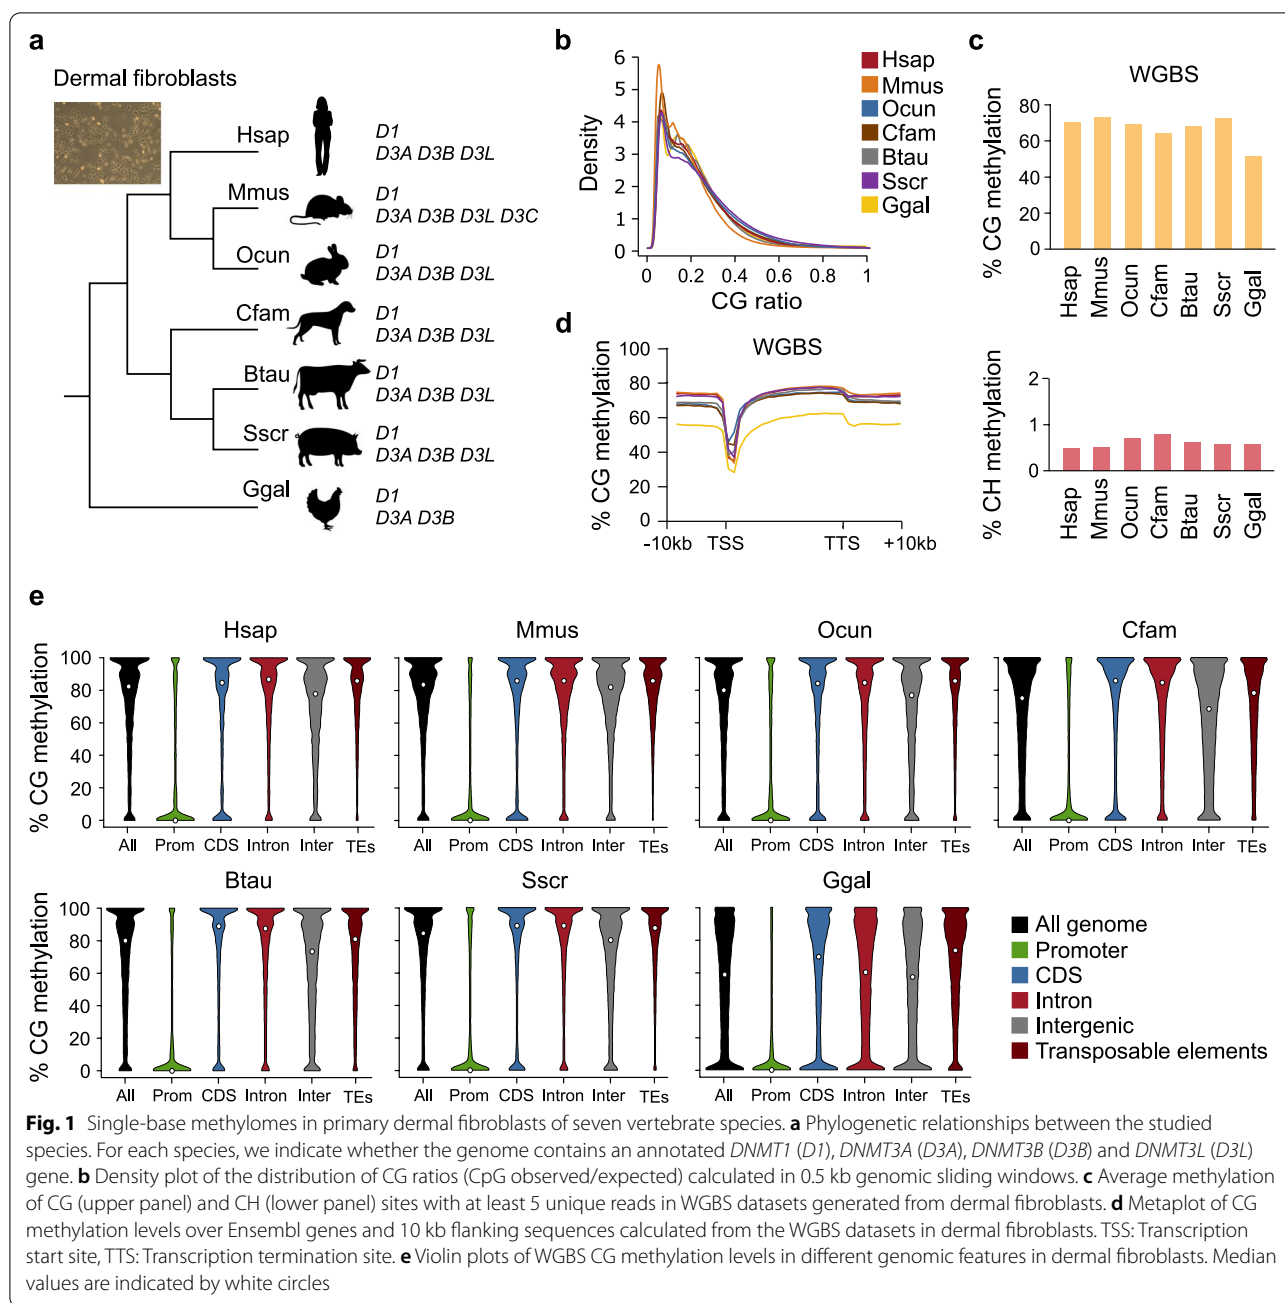 a
Dermal fibroblasts
Hsap
D1
D3A D3B D3L
Mmus
D1
D3A D3B D3L D3C
Ocun
D1
D3A D3B D3L
Cfam
D1
D3A D3B D3L
Btau
D1
D3A D3B D3L
Sscr
D1
D3A D3B D3L
Ggal
D1
D3A D3B
b
Density
6
5
4
3
2
1
0
0 0.2 0.4 0.6 0.8 1
CG ratio
Hsap
Mmus
Ocun
Cfam
Btau
Sscr
Ggal
c
WGBS
% CG methylation
80
60
40
20
0
Hsap Mmus Ocun Cfam Btau Sscr Ggal
% CH methylation
2
1
0
Hsap Mmus Ocun Cfam Btau Sscr Ggal
d
WGBS
% CG methylation
100
80
60
40
20
0
-10kb TSS TTS +10kb
e
Hsap Mmus Ocun Cfam
% CG methylation
100
80
60
40
20
0
All Prom CDS Intron Inter TEs All Prom CDS Intron Inter TEs All Prom CDS Intron Inter TEs All Prom CDS Intron Inter TEs
Btau Sscr Ggal
% CG methylation
100
80
60
40
20
0
All Prom CDS Intron Inter TEs All Prom CDS Intron Inter TEs All Prom CDS Intron Inter TEs
All genome
Promoter
CDS
Intron
Intergenic
Transposable elements
Fig. 1 Single-base methylomes in primary dermal fibroblasts of seven vertebrate species. a Phylogenetic relationships between the studied
species. For each species, we indicate whether the genome contains an annotated DNMT1 (D1), DNMT3A (D3A), DNMT3B (D3B) and DNMT3L (D3L)
gene. b Density plot of the distribution of CG ratios (CpG observed/expected) calculated in 0.5 kb genomic sliding windows. c Average methylation
of CG (upper panel) and CH (lower panel) sites with at least 5 unique reads in WGBS datasets generated from dermal fibroblasts. d Metaplot of CG
methylation levels over Ensembl genes and 10 kb flanking sequences calculated from the WGBS datasets in dermal fibroblasts. TSS: Transcription
start site, TTS: Transcription termination site. e Violin plots of WGBS CG methylation levels in different genomic features in dermal fibroblasts. Median
values are indicated by white circles